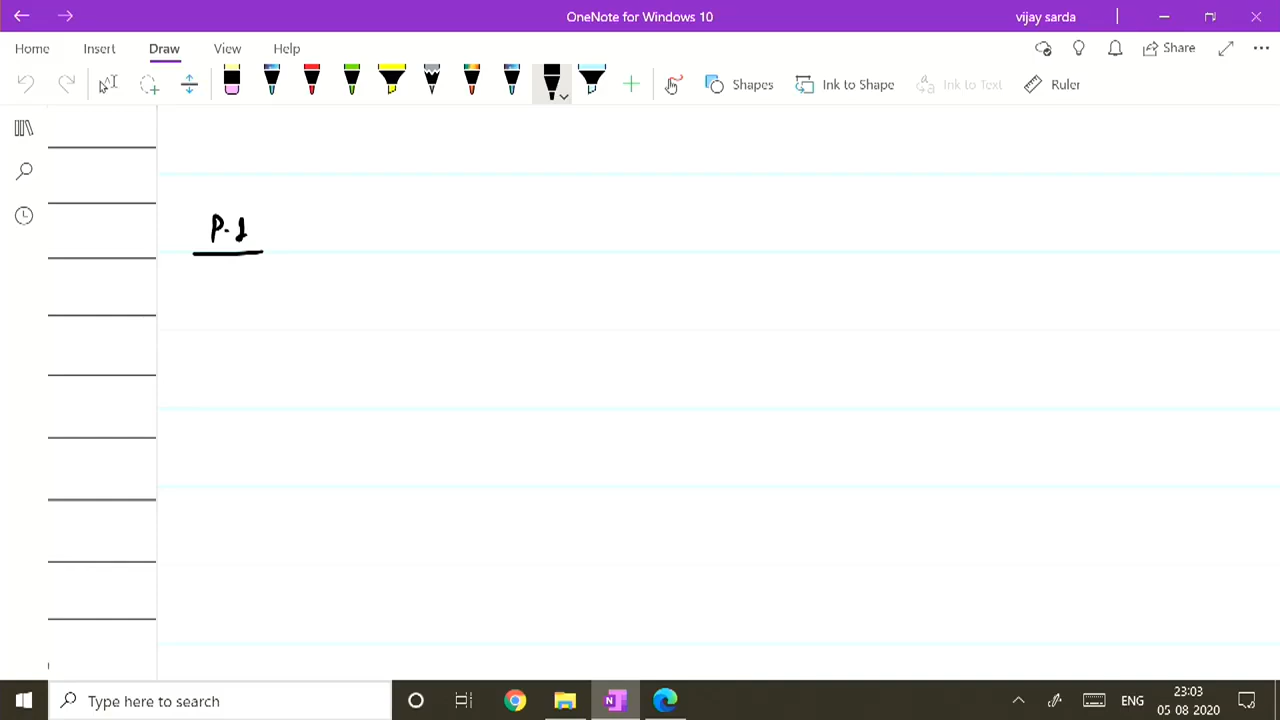 OneNote for Windows 10
vijay sarda
Home Insert Draw View Help
Share
Shapes Ink to Shape Ink to Text Ruler
P.1
Type here to search
ENG
23:03
05-08-2020